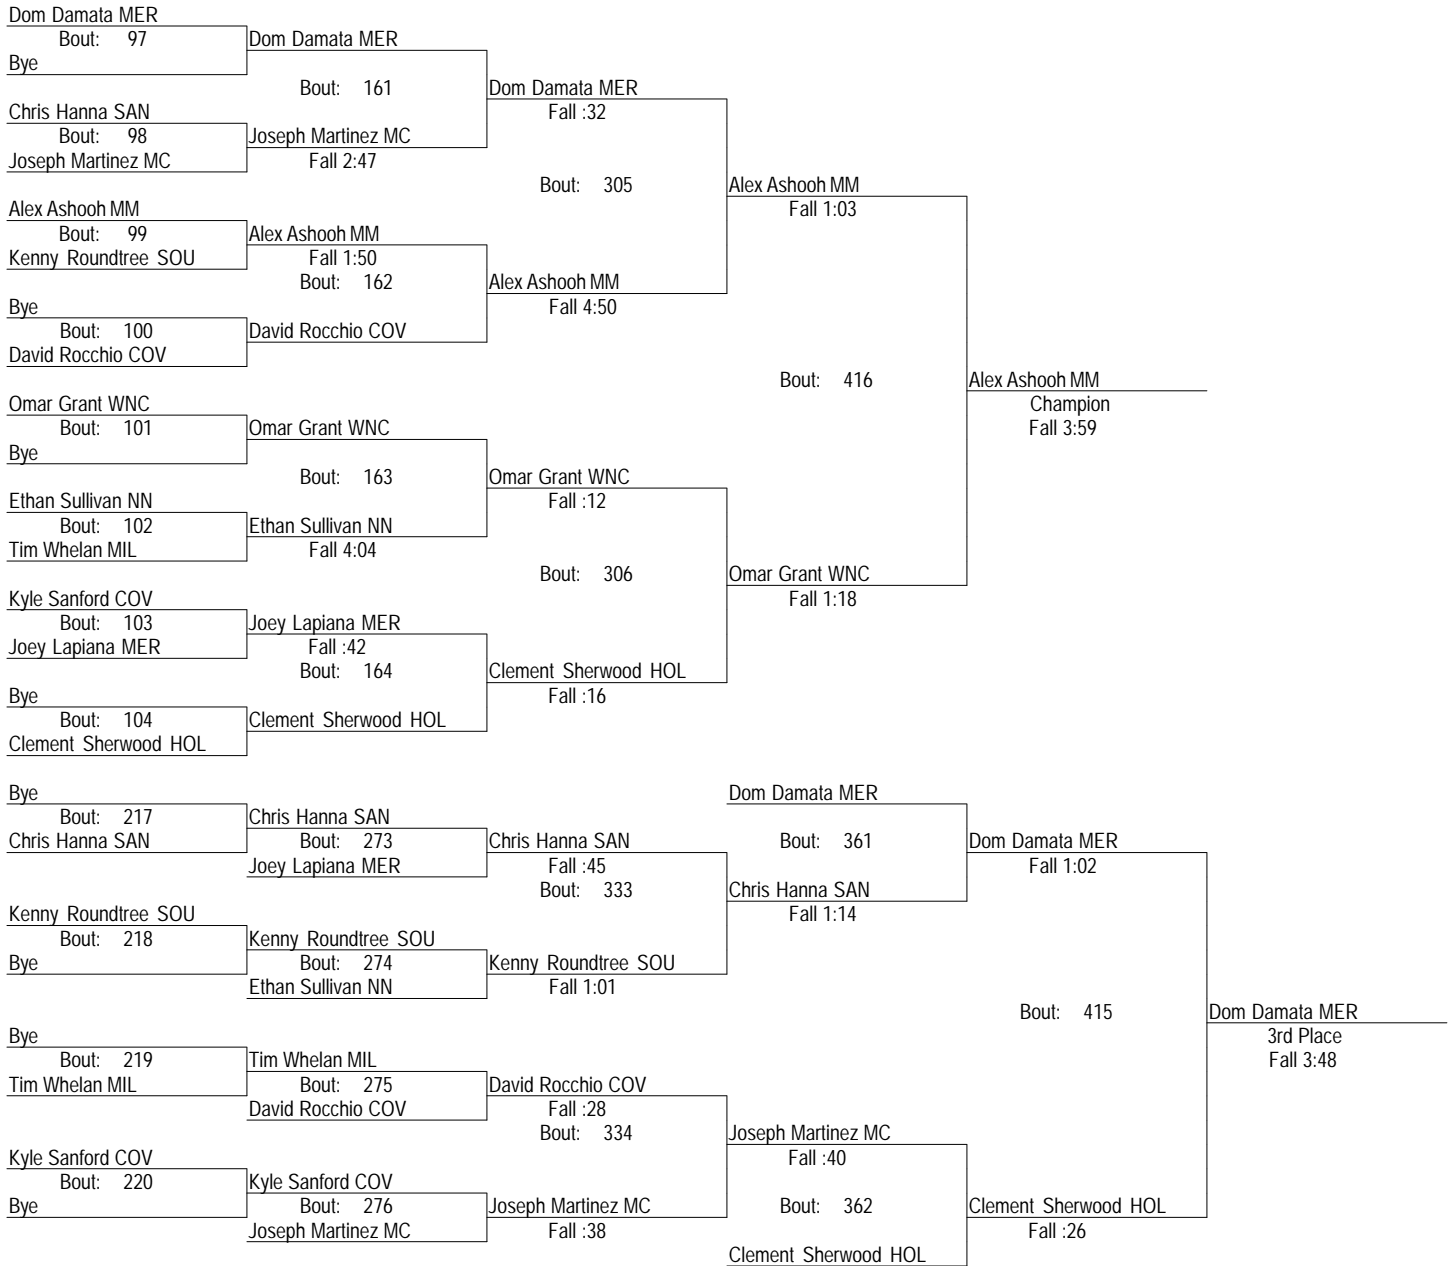 Dom Damata MER
Bout: 97 Dom Damata MER
Bye
Bout: 161 Dom Damata MER
Chris Hanna SAN Fall :32
Bout: 98 Joseph Martinez MC
Joseph Martinez MC Fall 2:47
Bout: 305 Alex Ashooh MM
Alex Ashooh MM Fall 1:03
Bout: 99 Alex Ashooh MM
Kenny Roundtree SOU Fall 1:50
Bout: 162 Alex Ashooh MM
Bye Fall 4:50
Bout: 100 David Rocchio COV
David Rocchio COV
Bout: 416 Alex Ashooh MM
Omar Grant WNC Champion
Bout: 101 Omar Grant WNC Fall 3:59
Bye
Bout: 163 Omar Grant WNC
Ethan Sullivan NN Fall :12
Bout: 102 Ethan Sullivan NN
Tim Whelan MIL Fall 4:04
Bout: 306 Omar Grant WNC
Kyle Sanford COV Fall 1:18
Bout: 103 Joey Lapiana MER
Joey Lapiana MER Fall :42
Bout: 164 Clement Sherwood HOL
Bye Fall :16
Bout: 104 Clement Sherwood HOL
Clement Sherwood HOL
Bye Dom Damata MER
Bout: 217 Chris Hanna SAN
Chris Hanna SAN Bout: 273 Chris Hanna SAN Bout: 361 Dom Damata MER
Joey Lapiana MER Fall :45 Fall 1:02
Bout: 333 Chris Hanna SAN
Kenny Roundtree SOU Fall 1:14
Bout: 218 Kenny Roundtree SOU
Bye Bout: 274 Kenny Roundtree SOU
Ethan Sullivan NN Fall 1:01
Bout: 415 Dom Damata MER
Bye 3rd Place
Bout: 219 Tim Whelan MIL Fall 3:48
Tim Whelan MIL Bout: 275 David Rocchio COV
David Rocchio COV Fall :28
Bout: 334 Joseph Martinez MC
Kyle Sanford COV Fall :40
Bout: 220 Kyle Sanford COV
Bye Bout: 276 Joseph Martinez MC Bout: 362 Clement Sherwood HOL
Joseph Martinez MC Fall :38 Fall :26
Clement Sherwood HOL